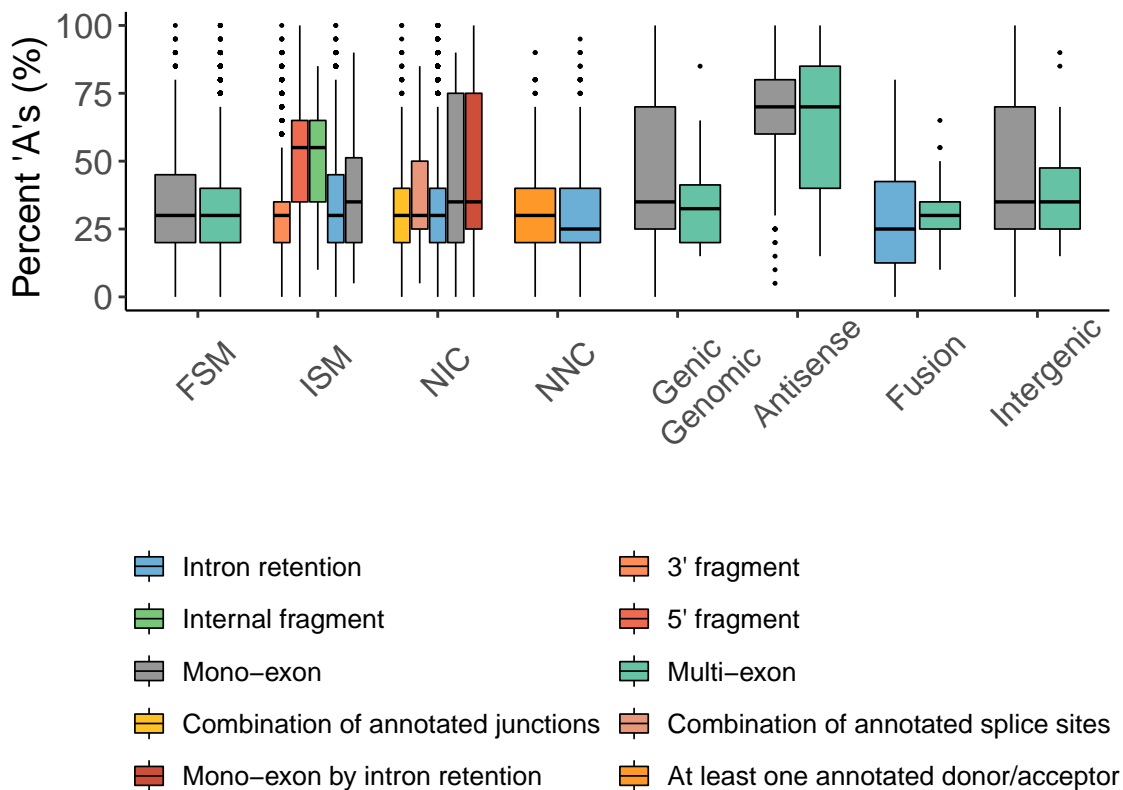 Percent 'A's (%)
100
75
50
25
0
FSM
ISM
NIC
NNC
Genic
Genomic
Antisense
Fusion
Intergenic
Intron retention
3' fragment
Internal fragment
5' fragment
Mono−exon
Multi−exon
Combination of annotated junctions
Combination of annotated splice sites
Mono−exon by intron retention
At least one annotated donor/acceptor